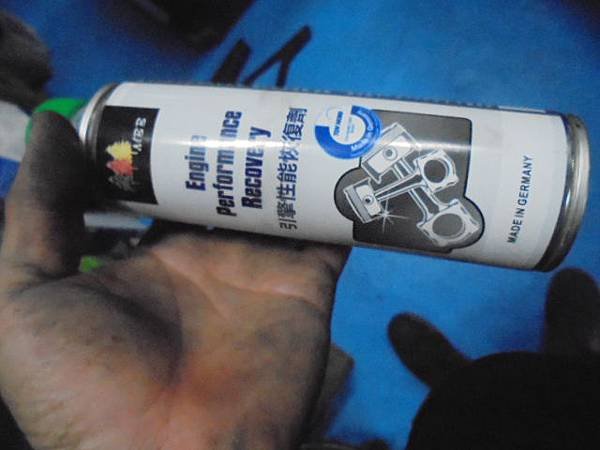 Engine
Performance
Recovery
引擎性能恢復劑
MADE IN GERMANY